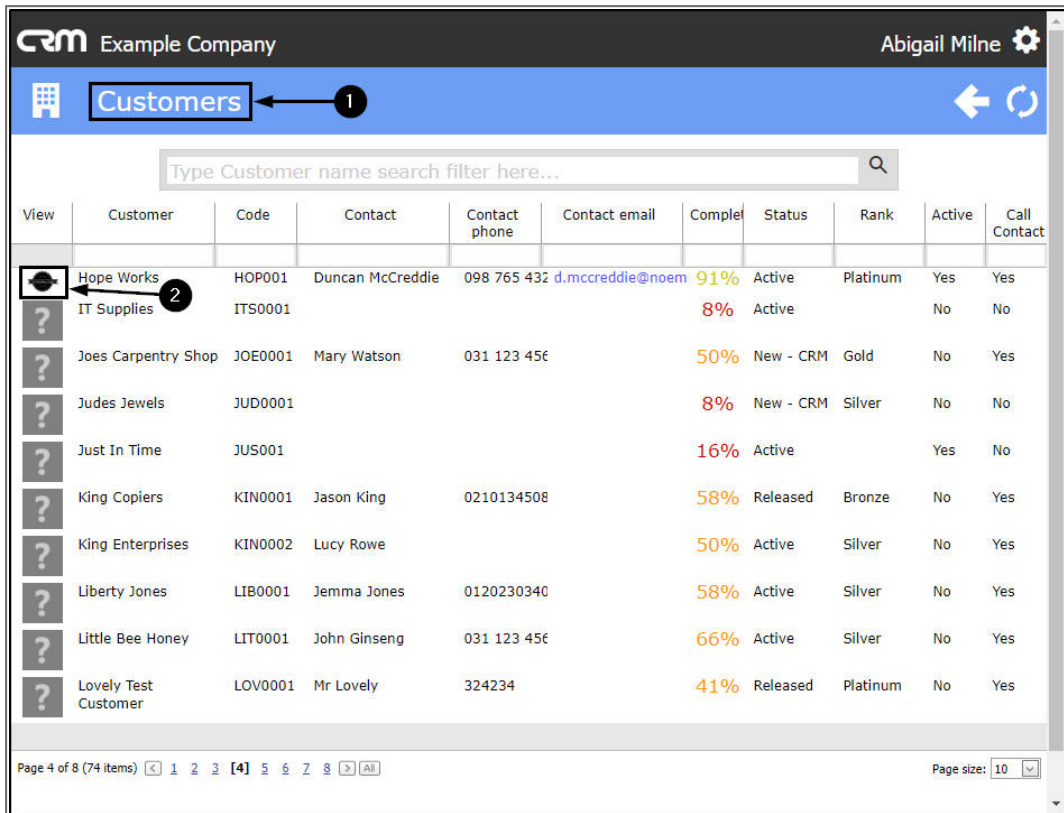 CRM Example Company Abigail Milne
Customers 1
Type Customer name search filter here...
View Customer Code Contact Contact phone Contact email Complet Status Rank Active Call Contact
Hope Works HOP001 Duncan McCreddie 098 765 432 d.mccreddie@noem 91% Active Platinum Yes Yes
2
IT Supplies ITS0001 8% Active No No
Joes Carpentry Shop JOE0001 Mary Watson 031 123 456 50% New - CRM Gold No Yes
Judes Jewels JUD0001 8% New - CRM Silver No No
Just In Time JUS001 16% Active Yes No
King Copiers KIN0001 Jason King 0210134508 58% Released Bronze No Yes
King Enterprises KIN0002 Lucy Rowe 50% Active Silver No Yes
Liberty Jones LIB0001 Jemma Jones 0120230340 58% Active Silver No Yes
Little Bee Honey LIT0001 John Ginseng 031 123 456 66% Active Silver No Yes
Lovely Test Customer LOV0001 Mr Lovely 324234 41% Released Platinum No Yes
Page 4 of 8 (74 items) < 1 2 3 [4] 5 6 7 8 > All Page size: 10